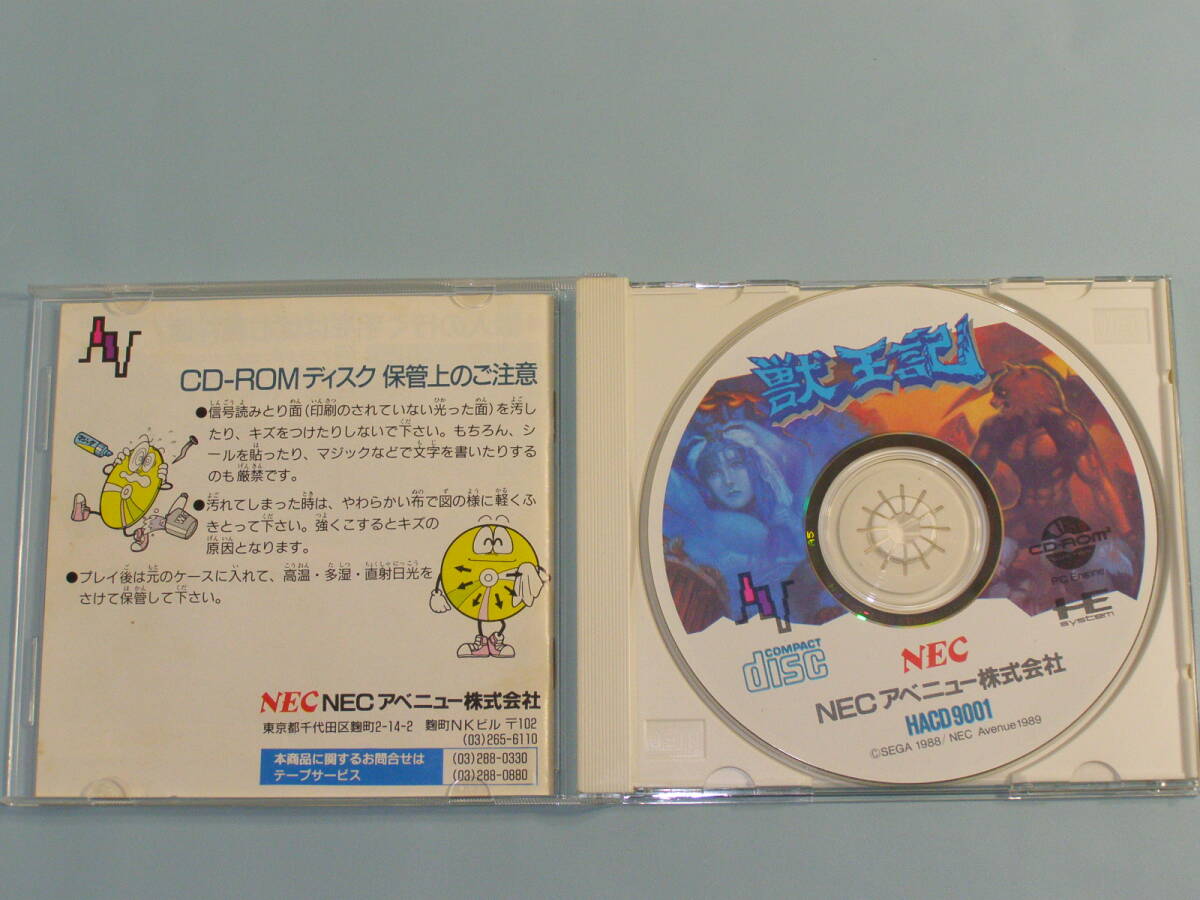 CD-ROMディスク 保管上のご注意
●信号読みとり面（印刷のされていない光った面）を汚し
たり、キズをつけたりしないで下さい。もちろん、シ
ールを貼ったり、マジックなどで文字を書いたりする
のも厳禁です。
●汚れてしまった時は、やわらかい布で図の様に軽くふ
きとって下さい。強くこするとキズの
原因となります。
●プレイ後は元のケースに入れて、高温・多湿・直射日光を
さけて保管して下さい。
マジック
NEC NECアベニュー株式会社
東京都千代田区麹町2-14-2 麹町NKビル 〒102
(03)265-6110
本商品に関するお問合せは (03)288-0330
テープサービス (03)288-0880
獣王記
CD-ROM²
PC Engine
HE
system
COMPACT
disc
NEC
NECアベニュー株式会社
HACD9001
©SEGA 1988/ NEC Avenue1989